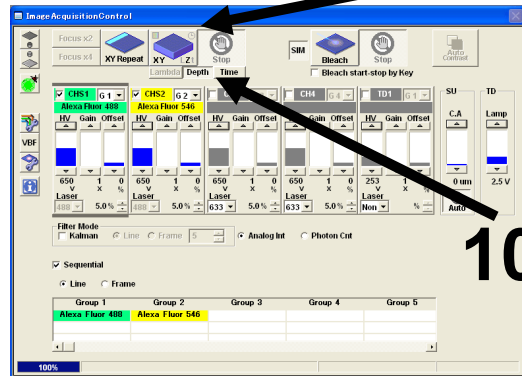 ImageAcquisitionControl
Focus x2
Focus x4
XY Repeat
XY
LZ1
Stop
SIM
Bleach
Stop
Auto Contrast
Lambda Depth Time
Bleach start-stop by Key
CHS1 G 1
CHS2 G 2
CH4 G 4
TD1 G 1
SU
TD
Alexa Fluor 488
Alexa Fluor 546
HV Gain Offset
HV Gain Offset
HV Gain Offset
HV Gain Offset
HV Gain Offset
C.A
Lamp
VBF
650 1 0
V X %
650 1 0
V X %
650 1 0
V X %
650 1 0
V X %
253 1 0
V X %
0 um
2.5 V
Laser
488 5.0 %
Laser
488 5.0 %
Laser
633 5.0 %
Laser
633 5.0 %
Laser
Non %
Auto
10
Filter Mode
Kalman Line Frame 5 Analog Int Photon Cnt
Sequential
Line Frame
Group 1 Group 2 Group 3 Group 4 Group 5
Alexa Fluor 488 Alexa Fluor 546
100%